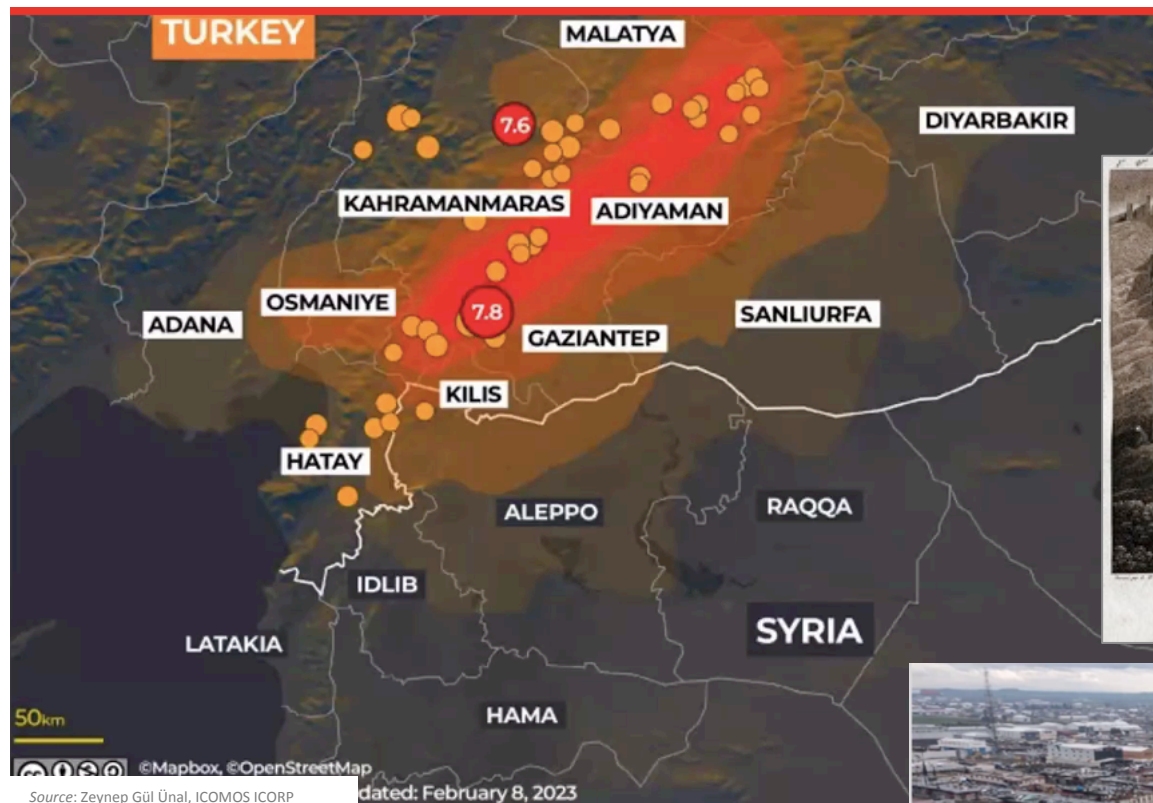 TURKEY
MALATYA
7.6
DIYARBAKIR
KAHRAMANMARAS
ADIYAMAN
OSMANIYE
7.8
ADANA
SANLIURFA
GAZIANTEP
KILIS
HATAY
ALEPPO
RAQQA
IDLIB
SYRIA
LATAKIA
HAMA
50km
©Mapbox, ©OpenStreetMap
dated: February 8, 2023
Source: Zeynep Gül Ünal, ICOMOS ICORP